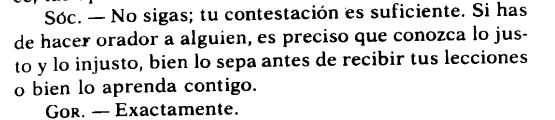 Sóc. — No sigas; tu contestación es suficiente. Si has
de hacer orador a alguien, es preciso que conozca lo jus-
to y lo injusto, bien lo sepa antes de recibir tus lecciones
o bien lo aprenda contigo.
GOR. — Exactamente.